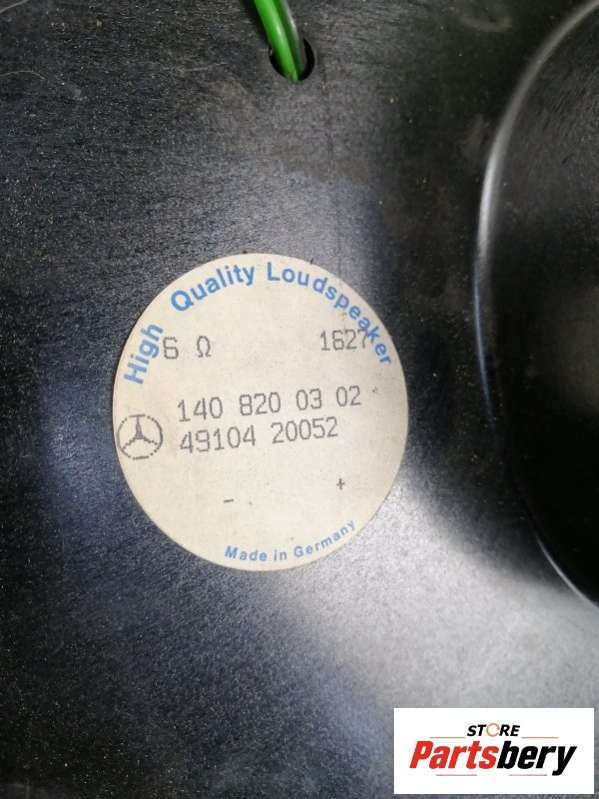 High Quality Loudspeaker
6 Ω 1627
140 820 03 02
49104 20052
- +
Made in Germany
STORE
Partsbery